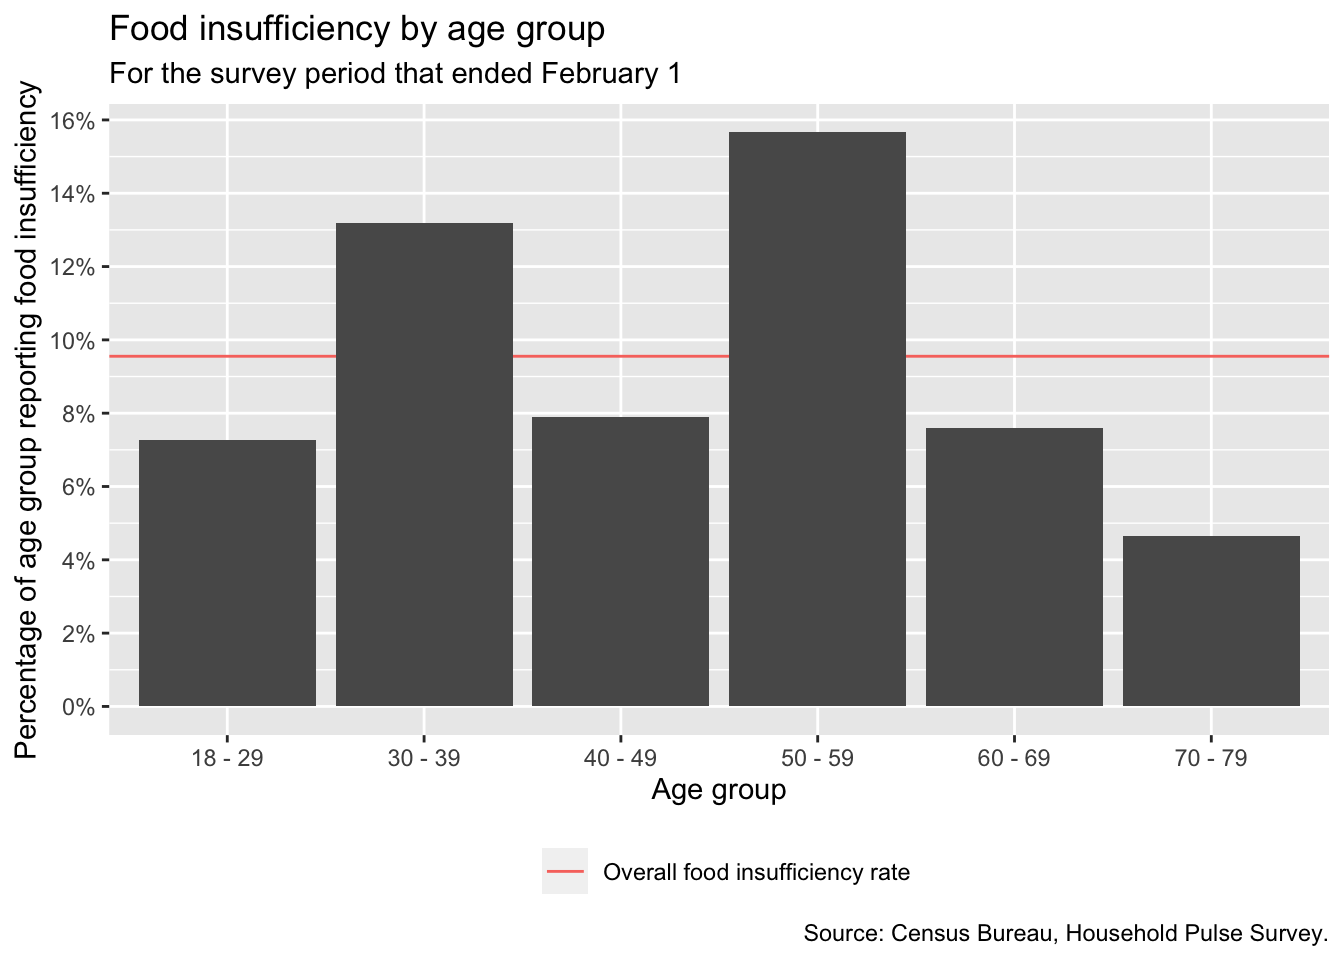 Food insufficiency by age group
For the survey period that ended February 1
Percentage of age group reporting food insufficiency
16%
14%
12%
10%
8%
6%
4%
2%
0%
18 - 29
30 - 39
40 - 49
50 - 59
60 - 69
70 - 79
Age group
Overall food insufficiency rate
Source: Census Bureau, Household Pulse Survey.